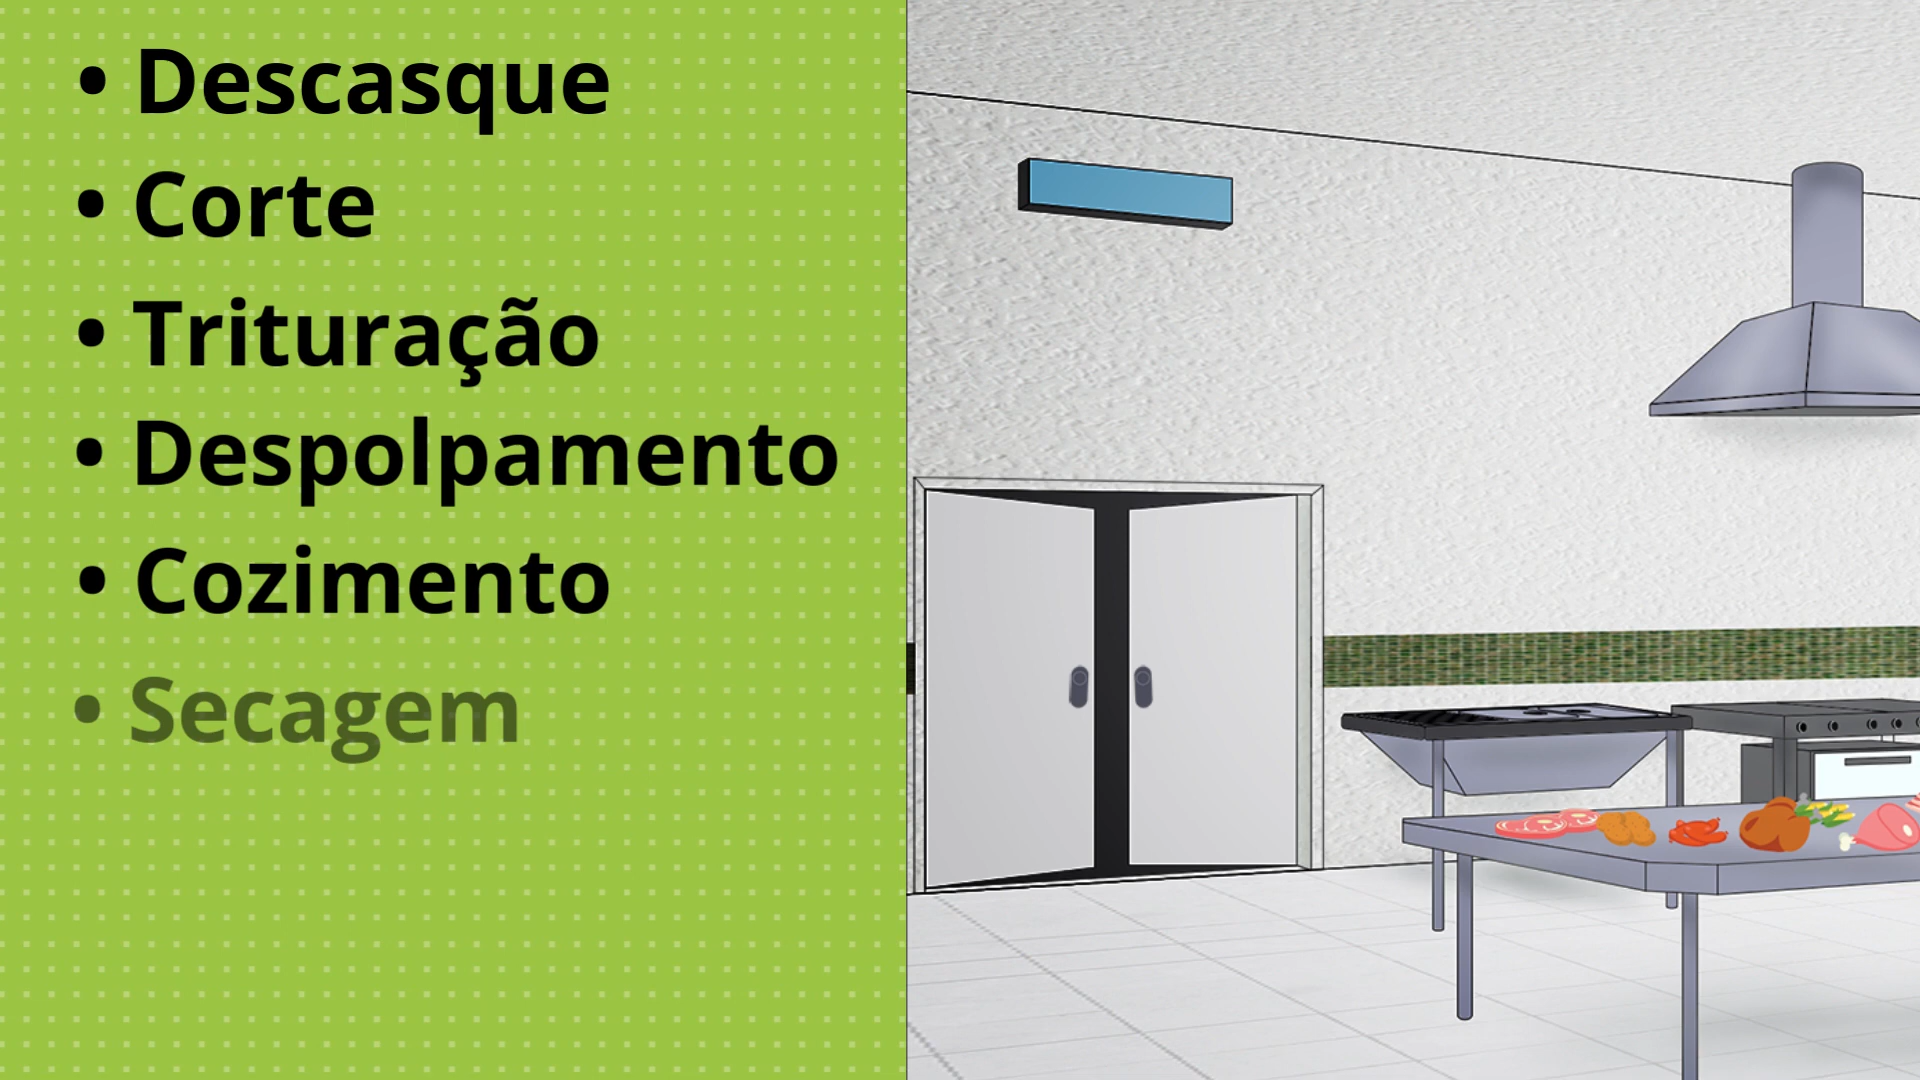 • Descasque
• Corte
• Trituração
• Despolpamento
• Cozimento
• Secagem